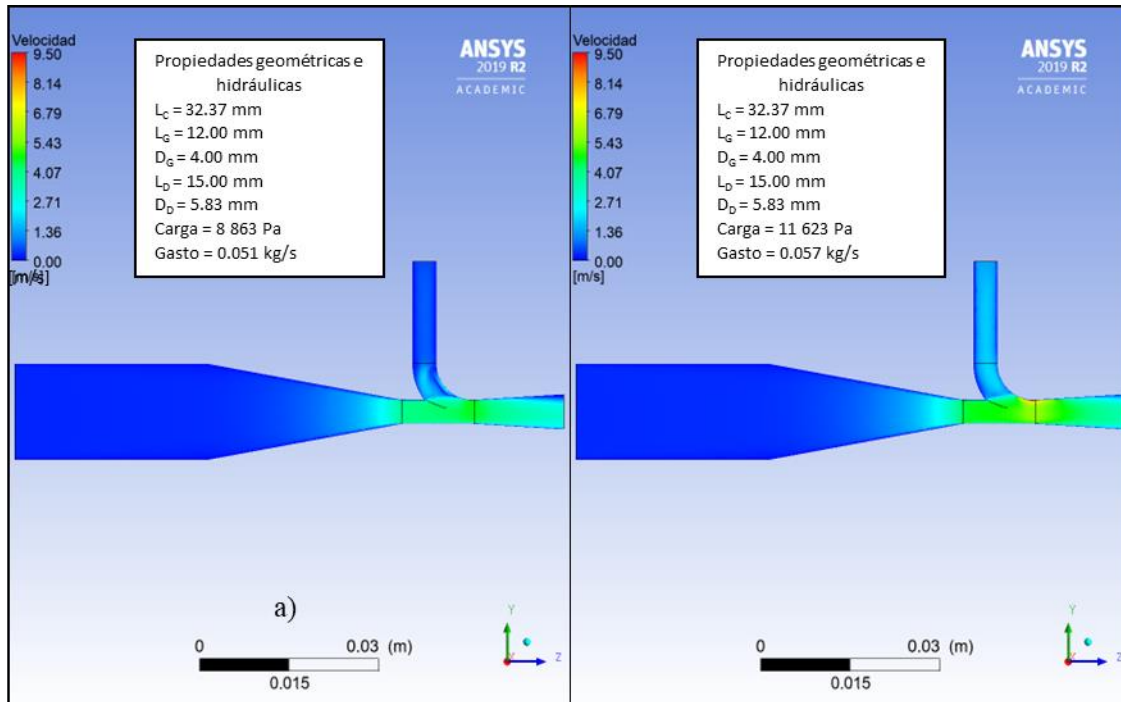 Velocidad
9.50
8.14
6.79
5.43
4.07
2.71
1.36
0.00
[m/s]
Propiedades geométricas e
hidráulicas
L_C = 32.37 mm
L_G = 12.00 mm
D_G = 4.00 mm
L_D = 15.00 mm
D_D = 5.83 mm
Carga = 8 863 Pa
Gasto = 0.051 kg/s
ANSYS
2019 R2
ACADEMIC
a)
0 0.03 (m)
0.015
Y
Z
Velocidad
9.50
8.14
6.79
5.43
4.07
2.71
1.36
0.00
[m/s]
Propiedades geométricas e
hidráulicas
L_C = 32.37 mm
L_G = 12.00 mm
D_G = 4.00 mm
L_D = 15.00 mm
D_D = 5.83 mm
Carga = 11 623 Pa
Gasto = 0.057 kg/s
ANSYS
2019 R2
ACADEMIC
0 0.03 (m)
0.015
Y
Z